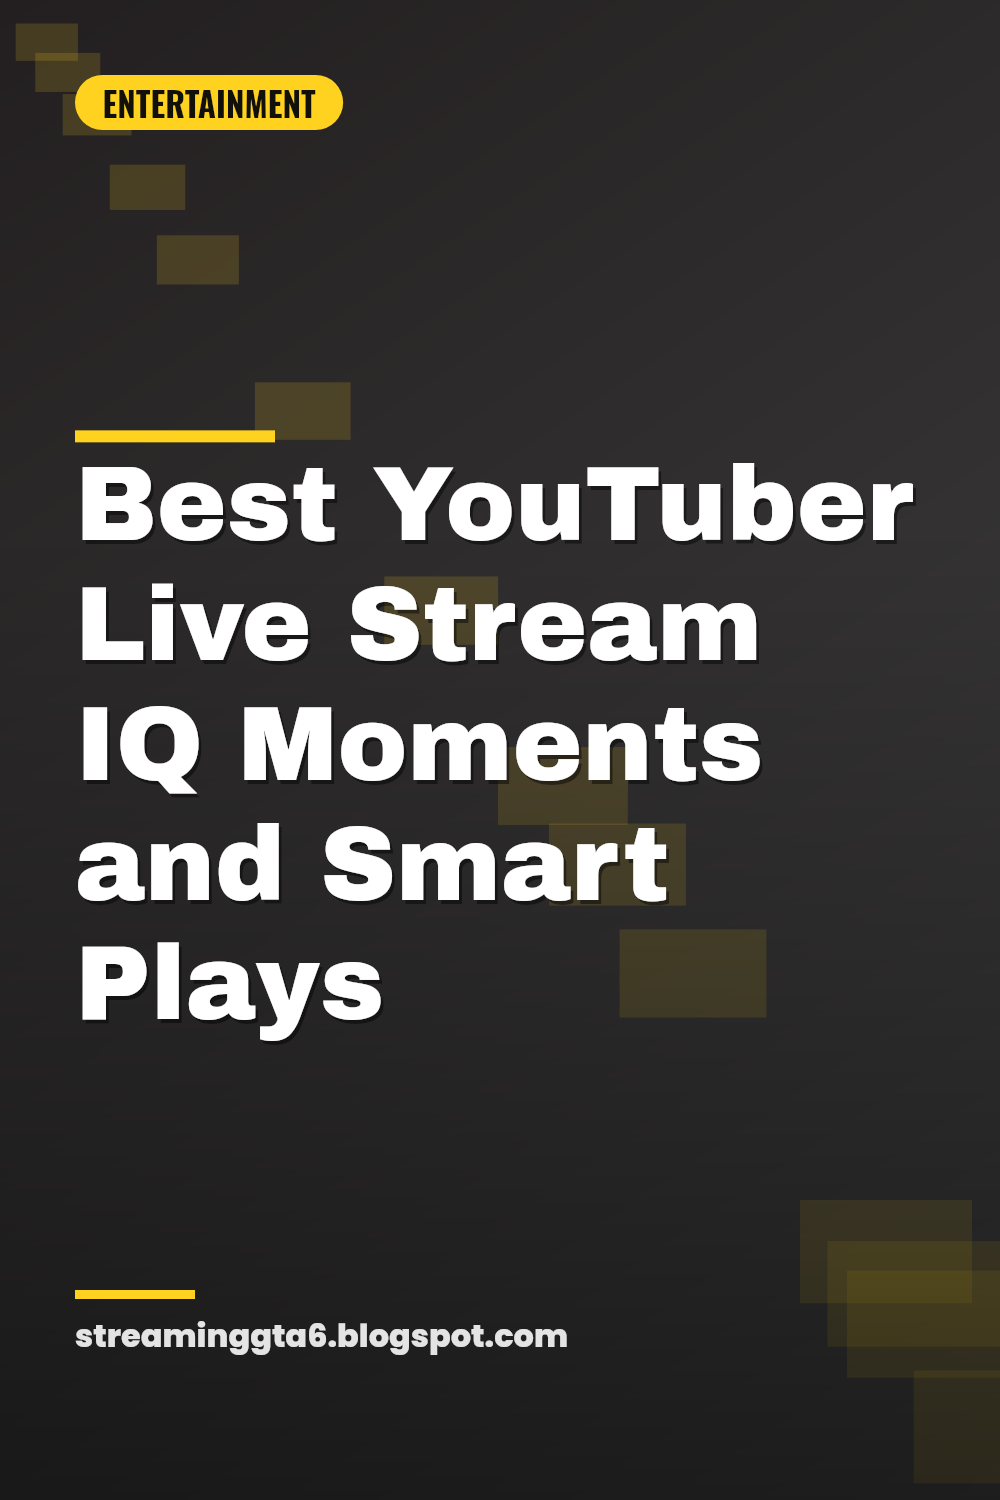 ENTERTAINMENT
Best YouTuber
Live Stream
IQ Moments
and Smart
Plays
streaminggta6.blogspot.com